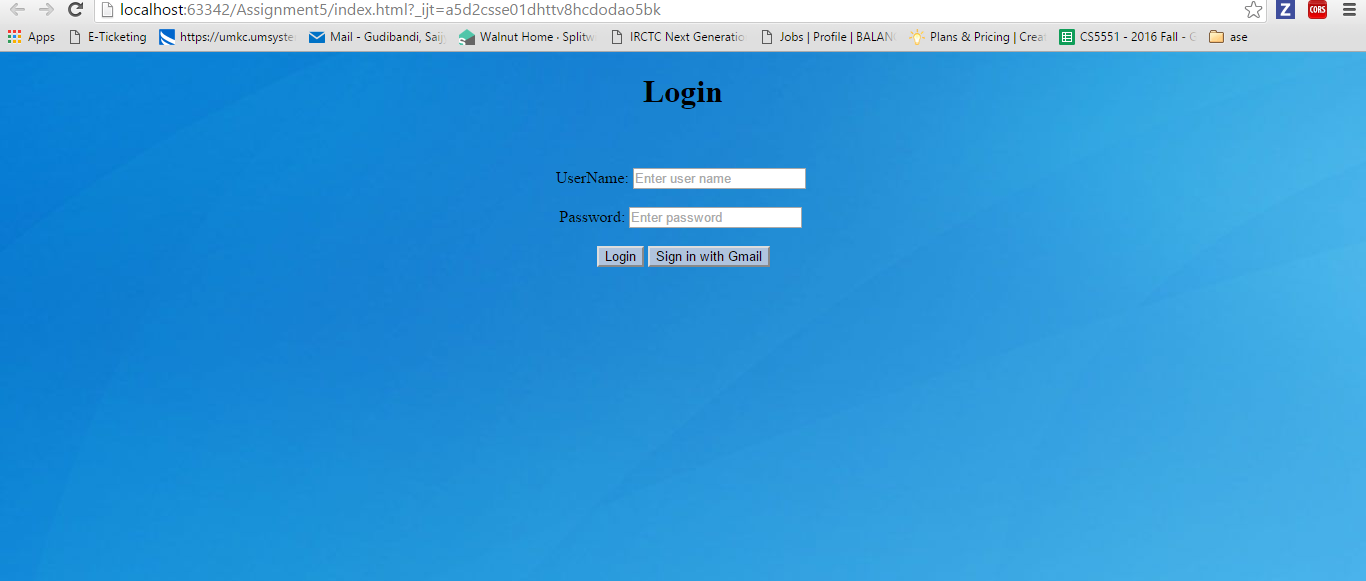 localhost:63342/Assignment5/index.html?_ijt=a5d2csse01dhttv8hcdodao5bk
Z CORS
Apps E-Ticketing https://umkc.umsyste Mail - Gudibandi, Saij Walnut Home · Splitw IRCTC Next Generatio Jobs | Profile | BALAN Plans & Pricing | Crea CS5551 - 2016 Fall - G ase
Login
UserName: Enter user name
Password: Enter password
Login Sign in with Gmail